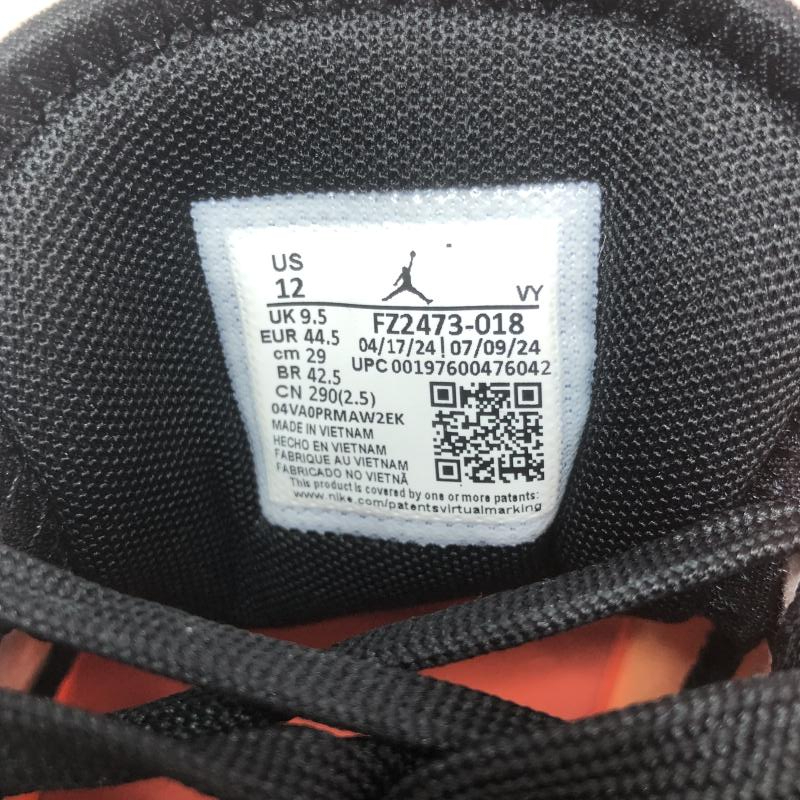 US
12
VY
UK 9.5
EUR 44.5
cm 29
BR 42.5
CN 290(2.5)
FZ2473-018
04/17/24 | 07/09/24
UPC 00197600476042
04VA0PRMAW2EK
MADE IN VIETNAM
HECHO EN VIETNAM
FABRIQUE AU VIETNAM
FABRICADO NO VIETNÃ
This product is covered by one or more patents:
www.nike.com/patentsvirtualmarking